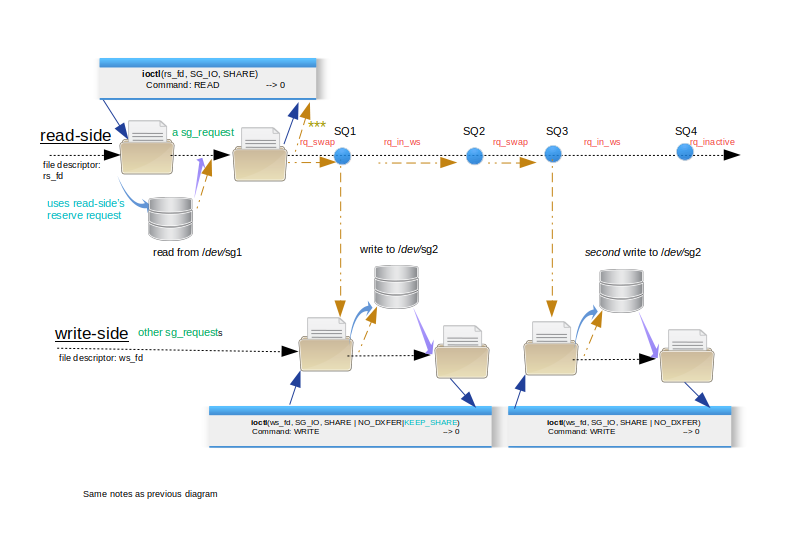 ioctl(rs_fd, SG_IO, SHARE)
Command: READ --> 0
***
read-side
a sg_request
rq_swap
SQ1
rq_in_ws
SQ2
rq_swap
SQ3
rq_in_ws
SQ4
rq_inactive
file descriptor:
rs_fd
uses read-side's
reserve request
read from /dev/sg1
write to /dev/sg2
second write to /dev/sg2
write-side
other sg_requests
file descriptor: ws_fd
ioctl(ws_fd, SG_IO, SHARE | NO_DXFER|KEEP_SHARE)
Command: WRITE --> 0
ioctl(ws_fd, SG_IO, SHARE | NO_DXFER)
Command: WRITE --> 0
Same notes as previous diagram